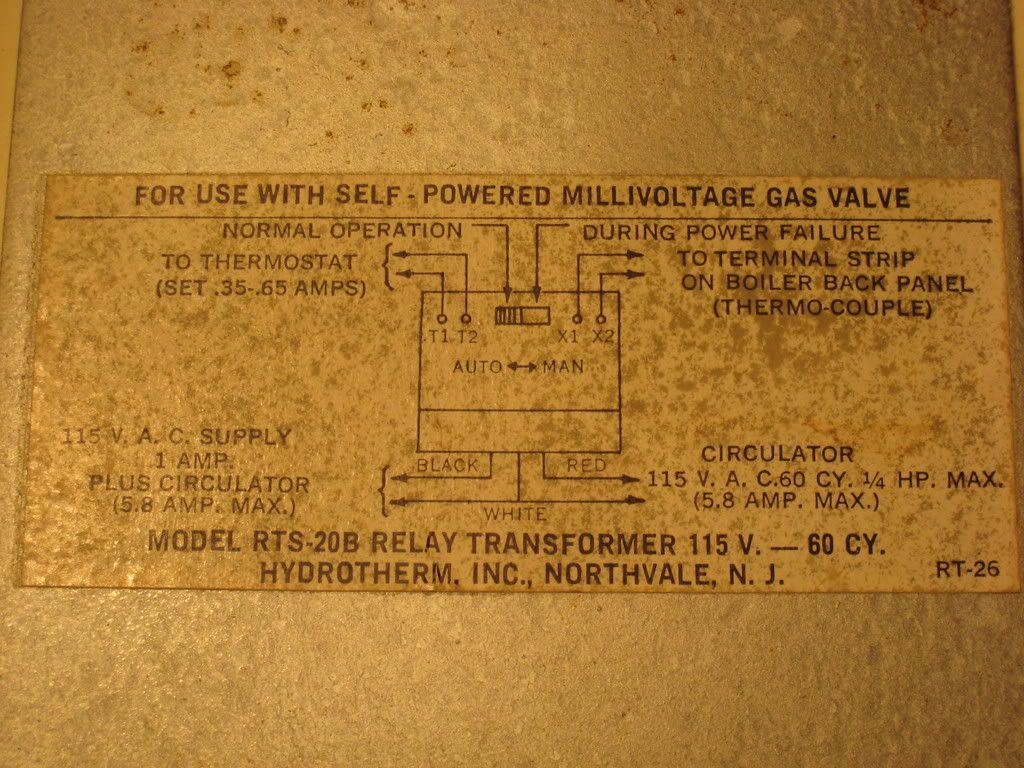 FOR USE WITH SELF-POWERED MILLIVOLTAGE GAS VALVE
NORMAL OPERATION
DURING POWER FAILURE
TO THERMOSTAT
(SET .35-.65 AMPS)
TO TERMINAL STRIP
ON BOILER BACK PANEL
(THERMO-COUPLE)
T1 T2 X1 X2
AUTO ↔ MAN
115 V. A. C. SUPPLY
1 AMP.
PLUS CIRCULATOR
(5.8 AMP. MAX.)
BLACK RED
WHITE
CIRCULATOR
115 V. A. C.60 CY. 1/4 HP. MAX.
(5.8 AMP. MAX.)
MODEL RTS-20B RELAY TRANSFORMER 115 V. — 60 CY.
HYDROTHERM, INC., NORTHVALE, N. J.
RT-26